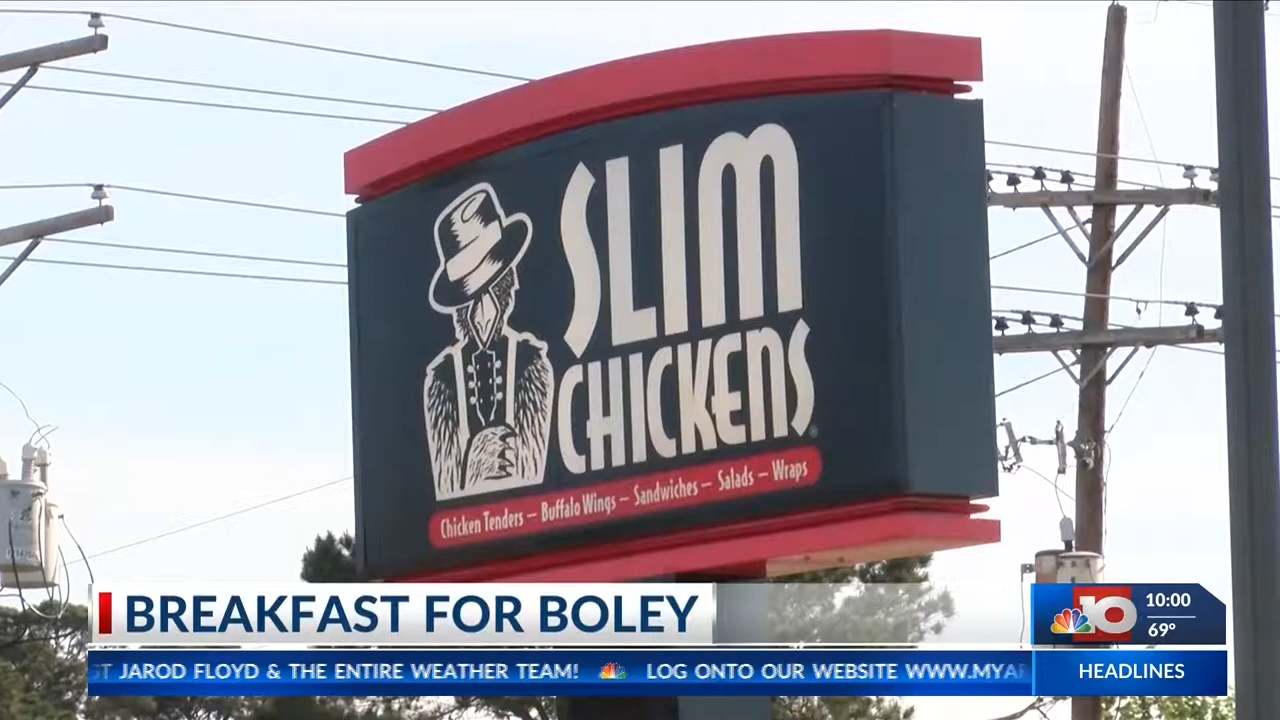 SLIM
CHICKENS
Chicken Tenders – Buffalo Wings – Sandwiches – Salads – Wraps
BREAKFAST FOR BOLEY
10
10:00
69°
JAROD FLOYD & THE ENTIRE WEATHER TEAM! LOG ONTO OUR WEBSITE WWW.MYAR
HEADLINES